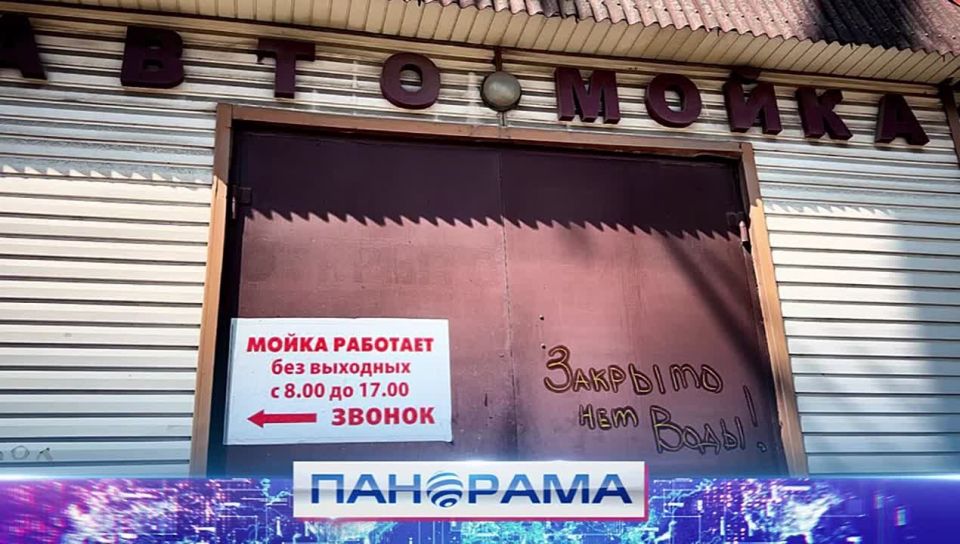 АВТО МОЙКА
МОЙКА РАБОТАЕТ
без выходных
с 8.00 до 17.00
ЗВОНОК
Закрыто
нет Воды!
ПАНОРАМА